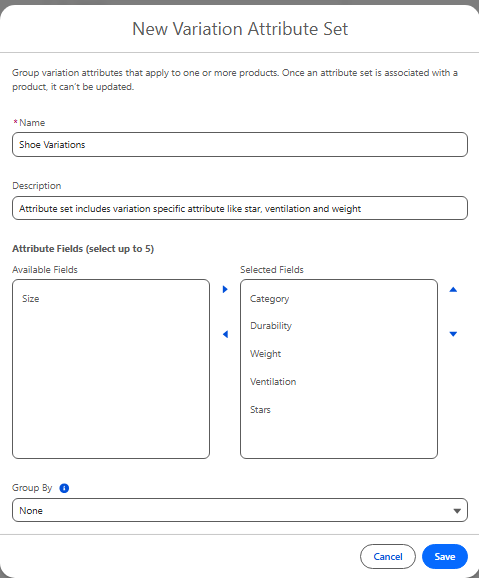 New Variation Attribute Set
Group variation attributes that apply to one or more products. Once an attribute set is associated with a
product, it can't be updated.
*Name
Shoe Variations
Description
Attribute set includes variation specific attribute like star, ventilation and weight
Attribute Fields (select up to 5)
Available Fields
Selected Fields
Size
Category
Durability
Weight
Ventilation
Stars
Group By
None
Cancel
Save